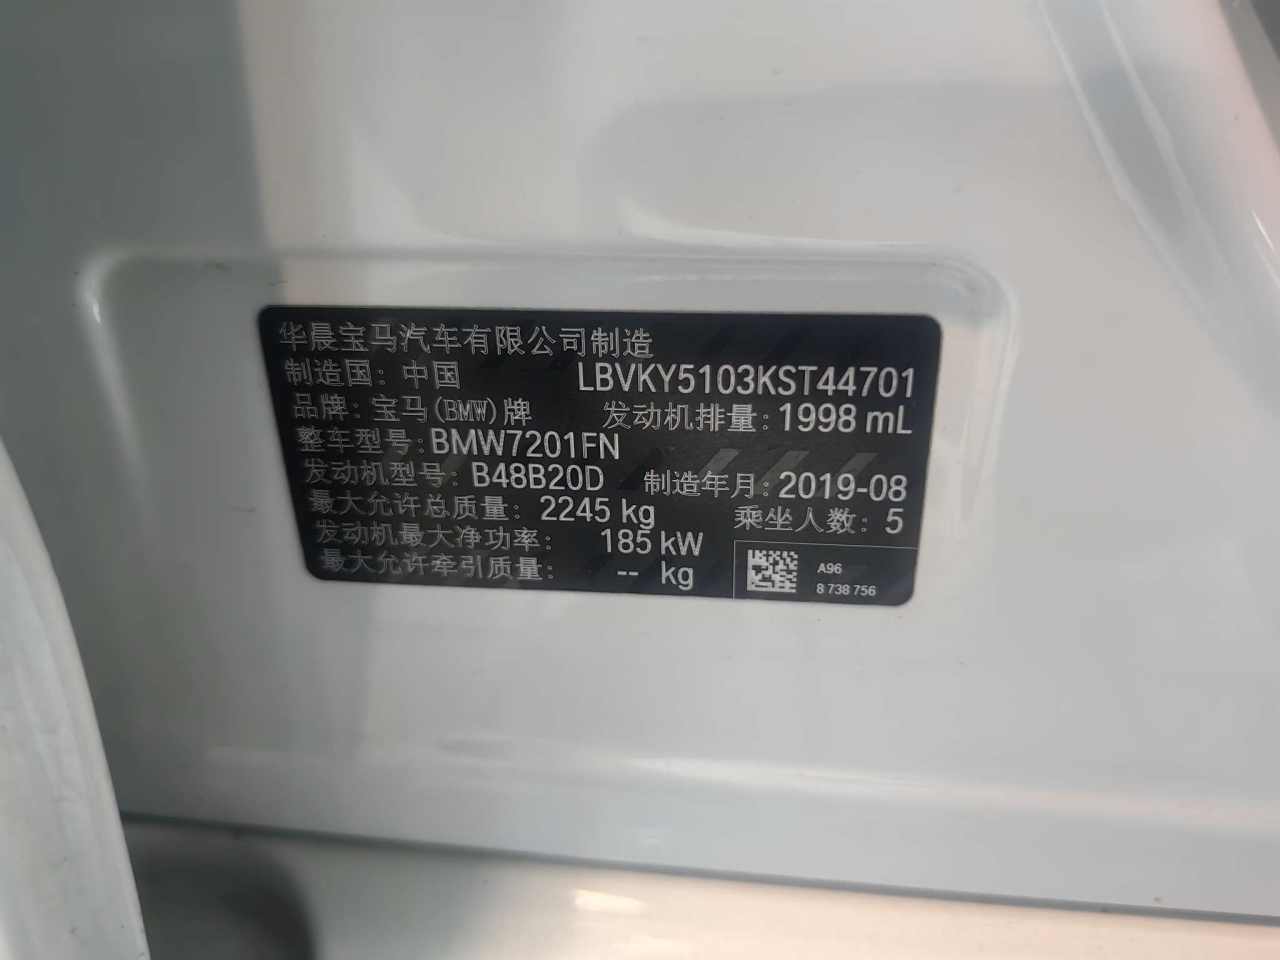 华晨宝马汽车有限公司制造
制造国: 中国 LBVKY5103KST44701
品牌: 宝马(BMW)牌 发动机排量: 1998 mL
整车型号: BMW7201FN
发动机型号: B48B20D 制造年月: 2019-08
最大允许总质量: 2245 kg 乘坐人数: 5
发动机最大净功率: 185 kW
最大允许牵引质量: -- kg
A96
8 738 756